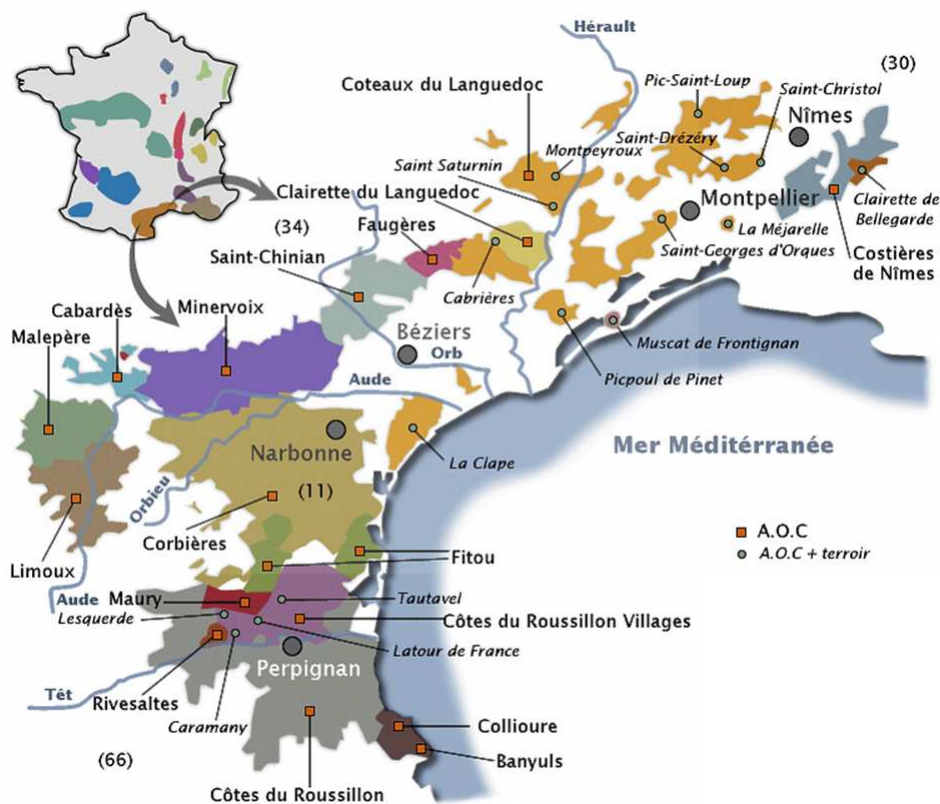 Hérault
(30)
Pic-Saint-Loup
Saint-Christol
Coteaux du Languedoc
Nîmes
Saint-Drézéry
Montpeyroux
Saint Saturnin
Clairette du Languedoc
Montpellier
Clairette de
Bellegarde
La Méjarelle
(34)
Faugères
Saint-Georges d'Orques
Costières
de Nîmes
Saint-Chinian
Cabrières
Minervoix
Cabardès
Malepère
Béziers
Muscat de Frontignan
Orb
Picpoul de Pinet
Aude
Narbonne
Mer Méditérranée
La Clape
(11)
Orbieu
A.O.C
Corbières
A.O.C + terroir
Fitou
Limoux
Aude
Maury
Tautavel
Lesquerde
Côtes du Roussillon Villages
Latour de France
Perpignan
Têt
Rivesaltes
Caramany
Collioure
(66)
Banyuls
Côtes du Roussillon